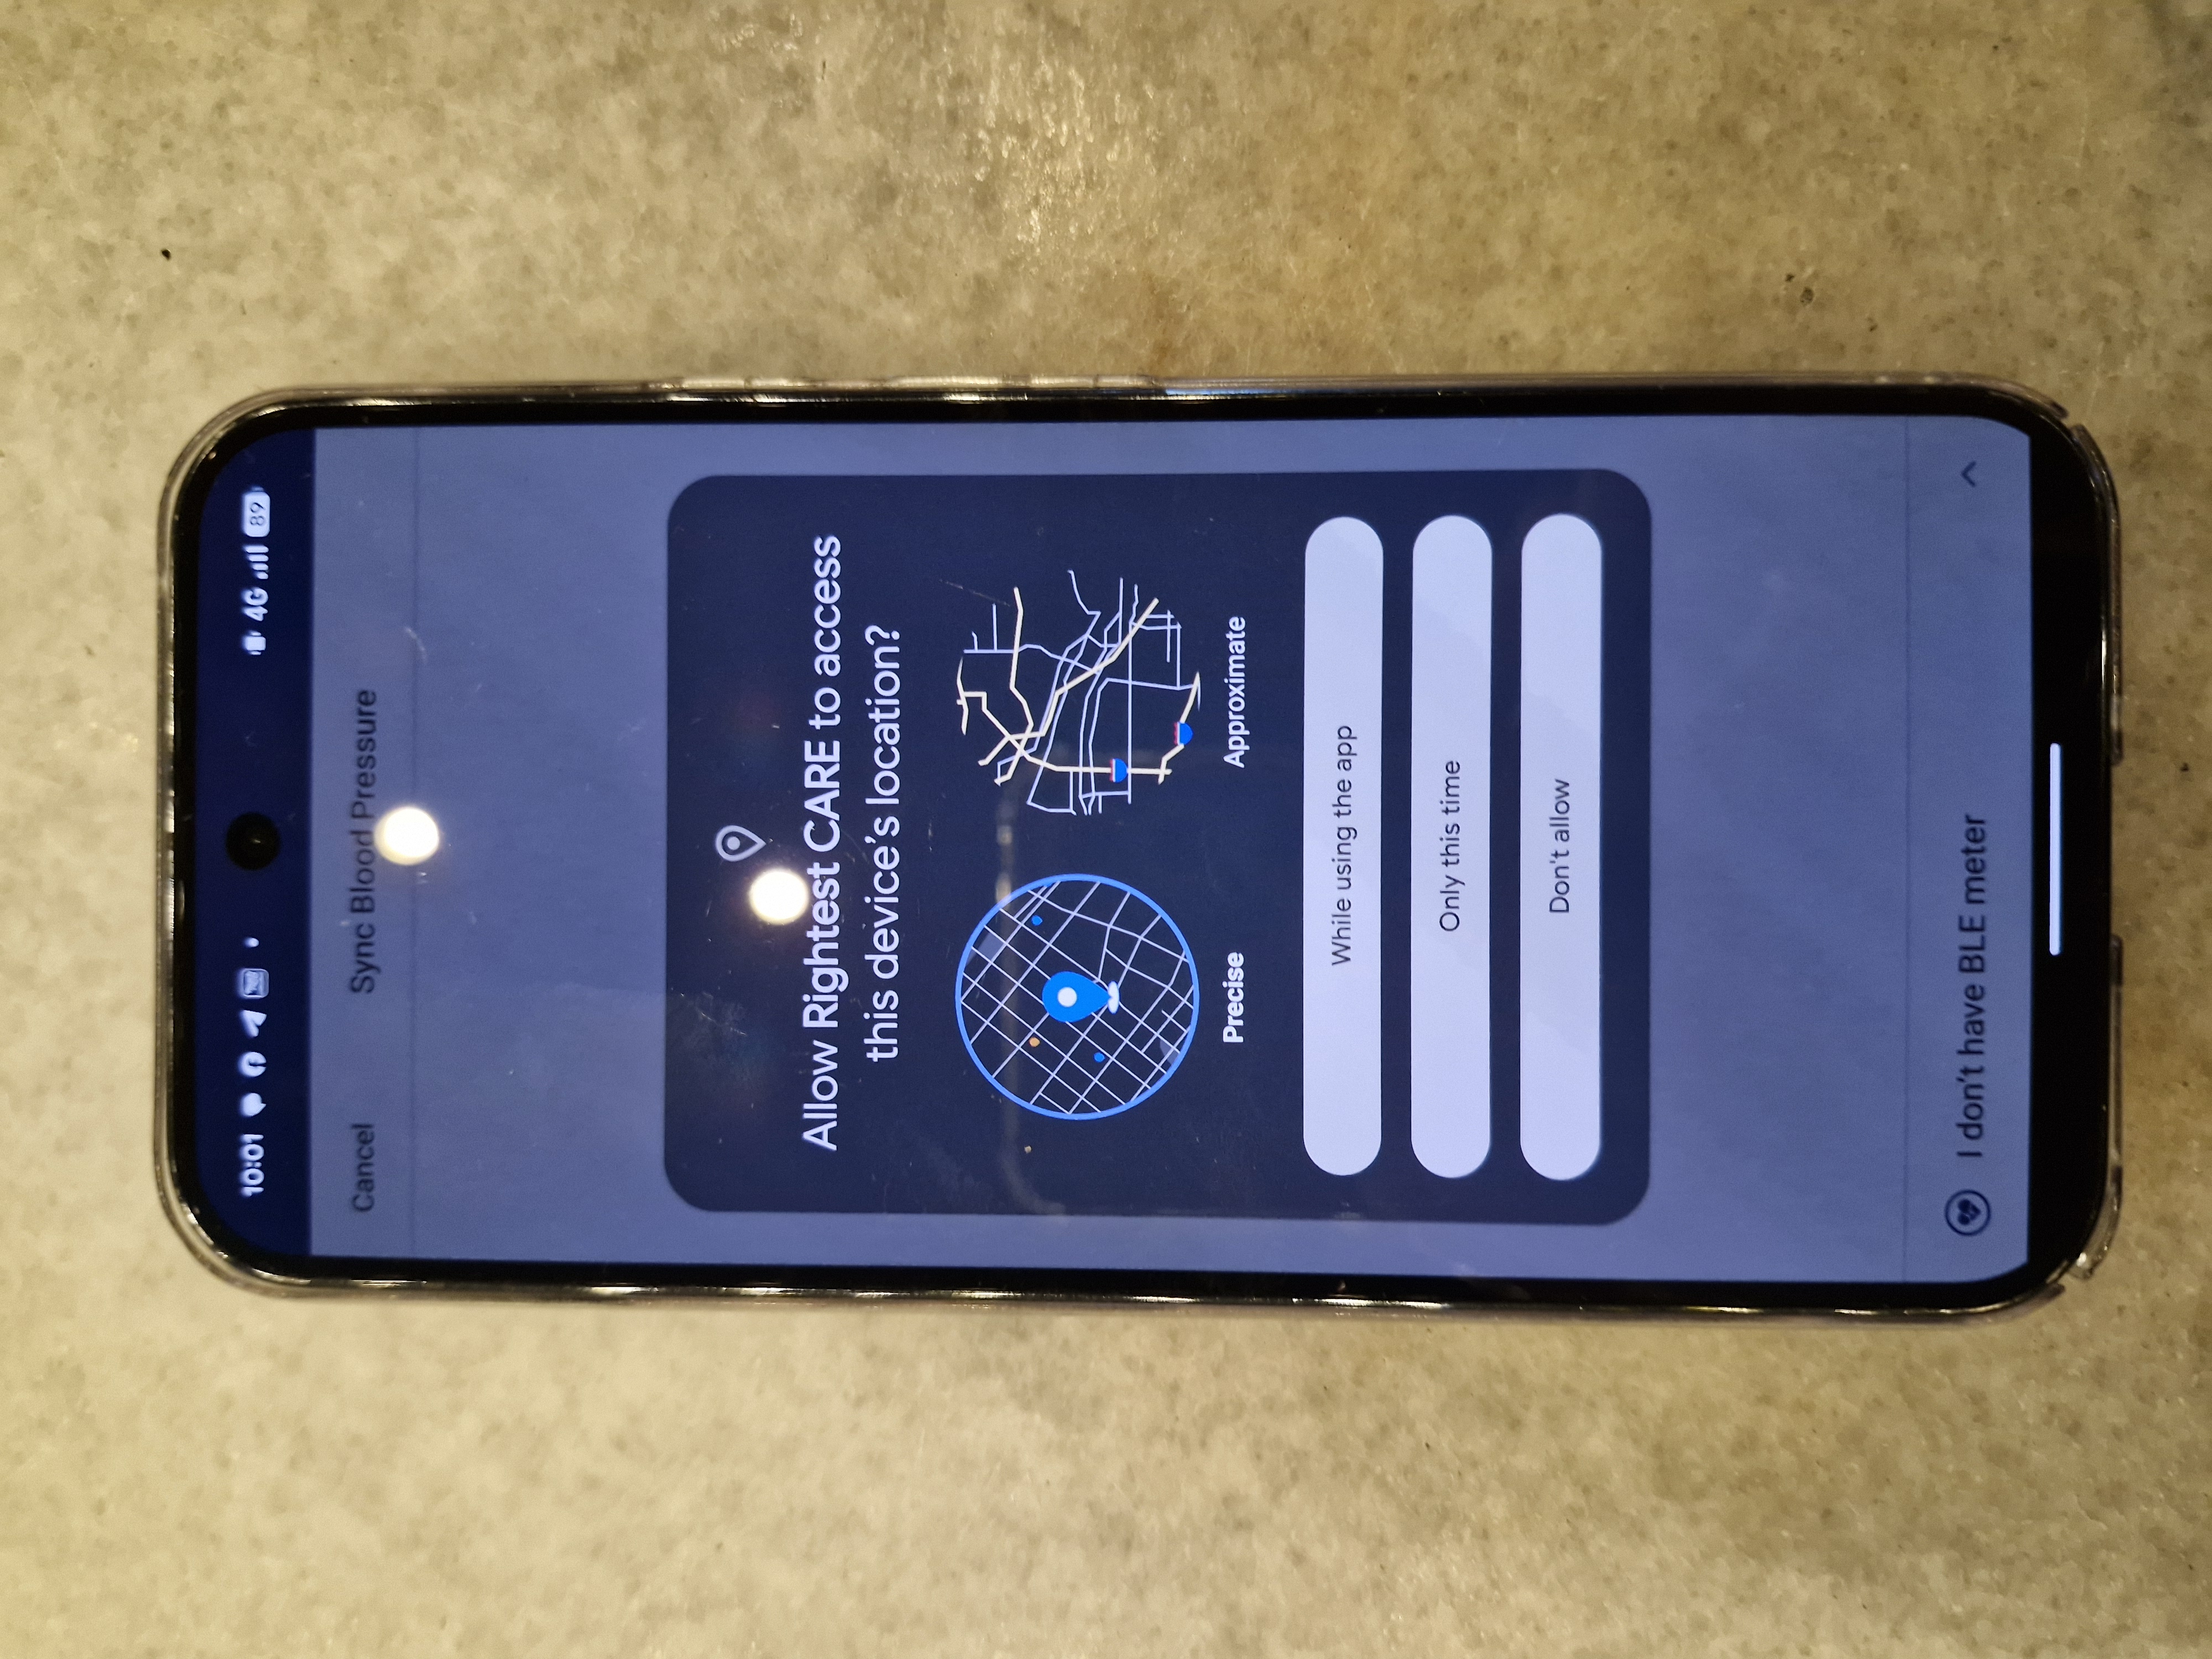 10:01 4G 89
Cancel Sync Blood Pressure
Allow Rightest CARE to access
this device's location?
Precise Approximate
While using the app
Only this time
Don't allow
I don't have BLE meter